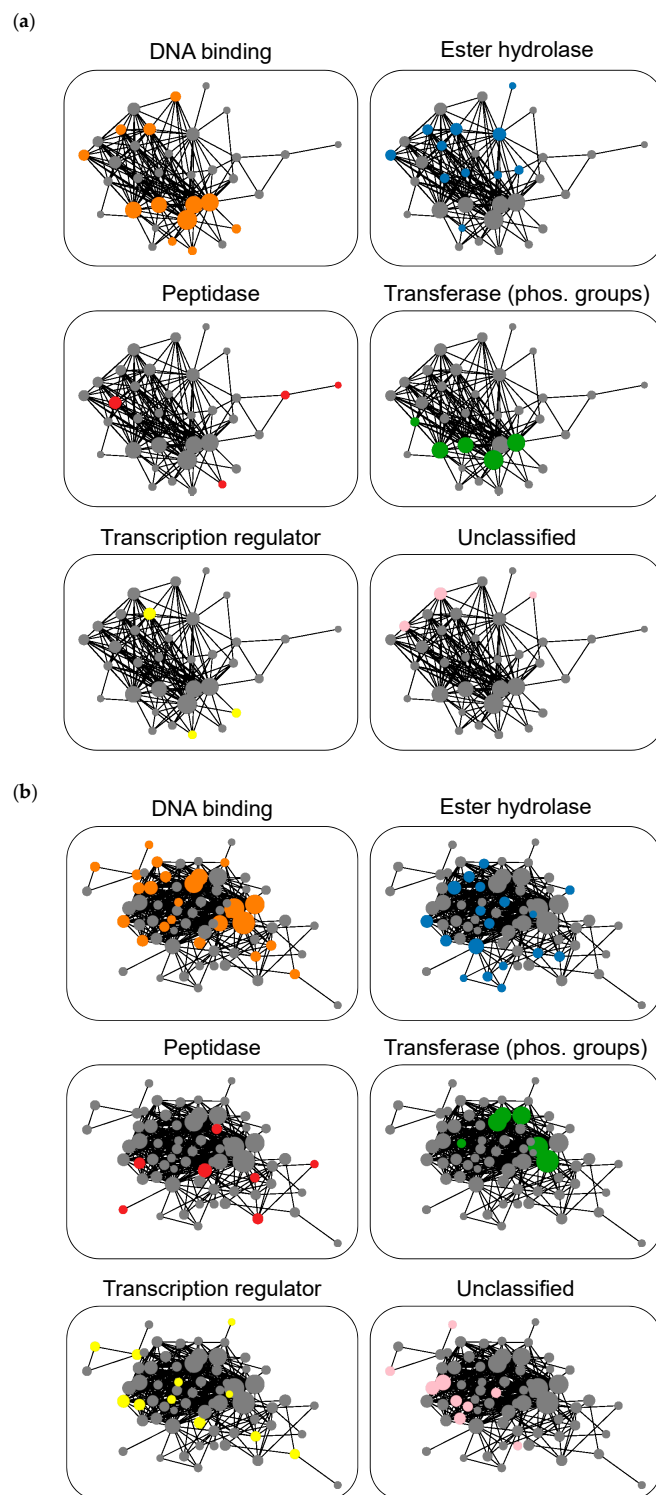 (a)
DNA binding
Ester hydrolase
Peptidase
Transferase (phos. groups)
Transcription regulator
Unclassified
(b)
DNA binding
Ester hydrolase
Peptidase
Transferase (phos. groups)
Transcription regulator
Unclassified